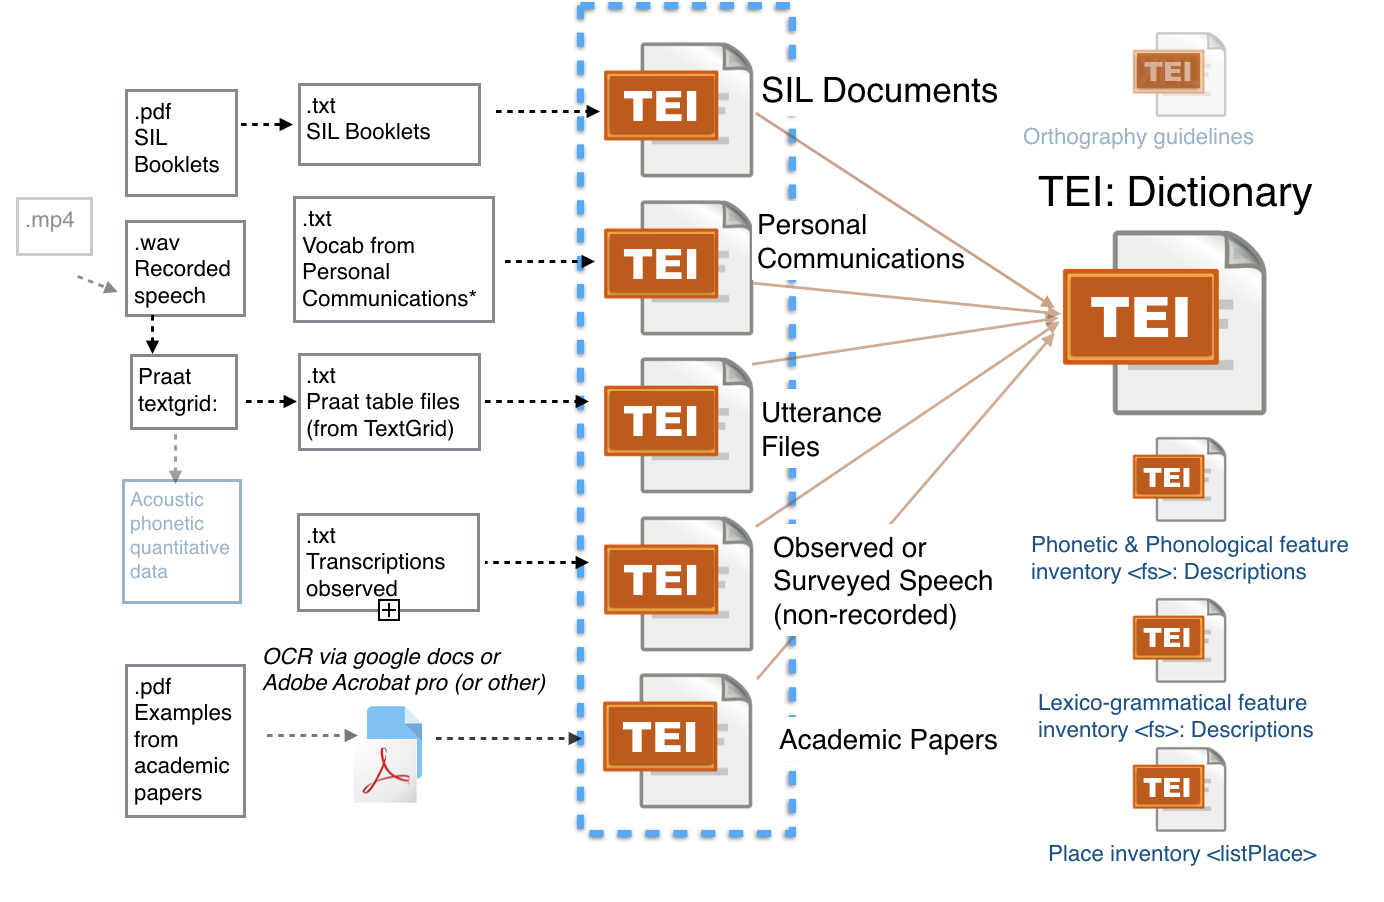 .pdf
SIL
Booklets
.txt
SIL Booklets
TEI
SIL Documents
TEI
Orthography guidelines
.mp4
.wav
Recorded
speech
.txt
Vocab from
Personal
Communications*
TEI
Personal
Communications
TEI: Dictionary
TEI
Praat
textgrid:
.txt
Praat table files
(from TextGrid)
TEI
Utterance
Files
Acoustic
phonetic
quantitative
data
.txt
Transcriptions
observed
TEI
Observed or
Surveyed Speech
(non-recorded)
TEI
Phonetic & Phonological feature
inventory <fs>: Descriptions
TEI
Lexico-grammatical feature
inventory <fs>: Descriptions
.pdf
Examples
from
academic
papers
OCR via google docs or
Adobe Acrobat pro (or other)
TEI
Academic Papers
TEI
Place inventory <listPlace>